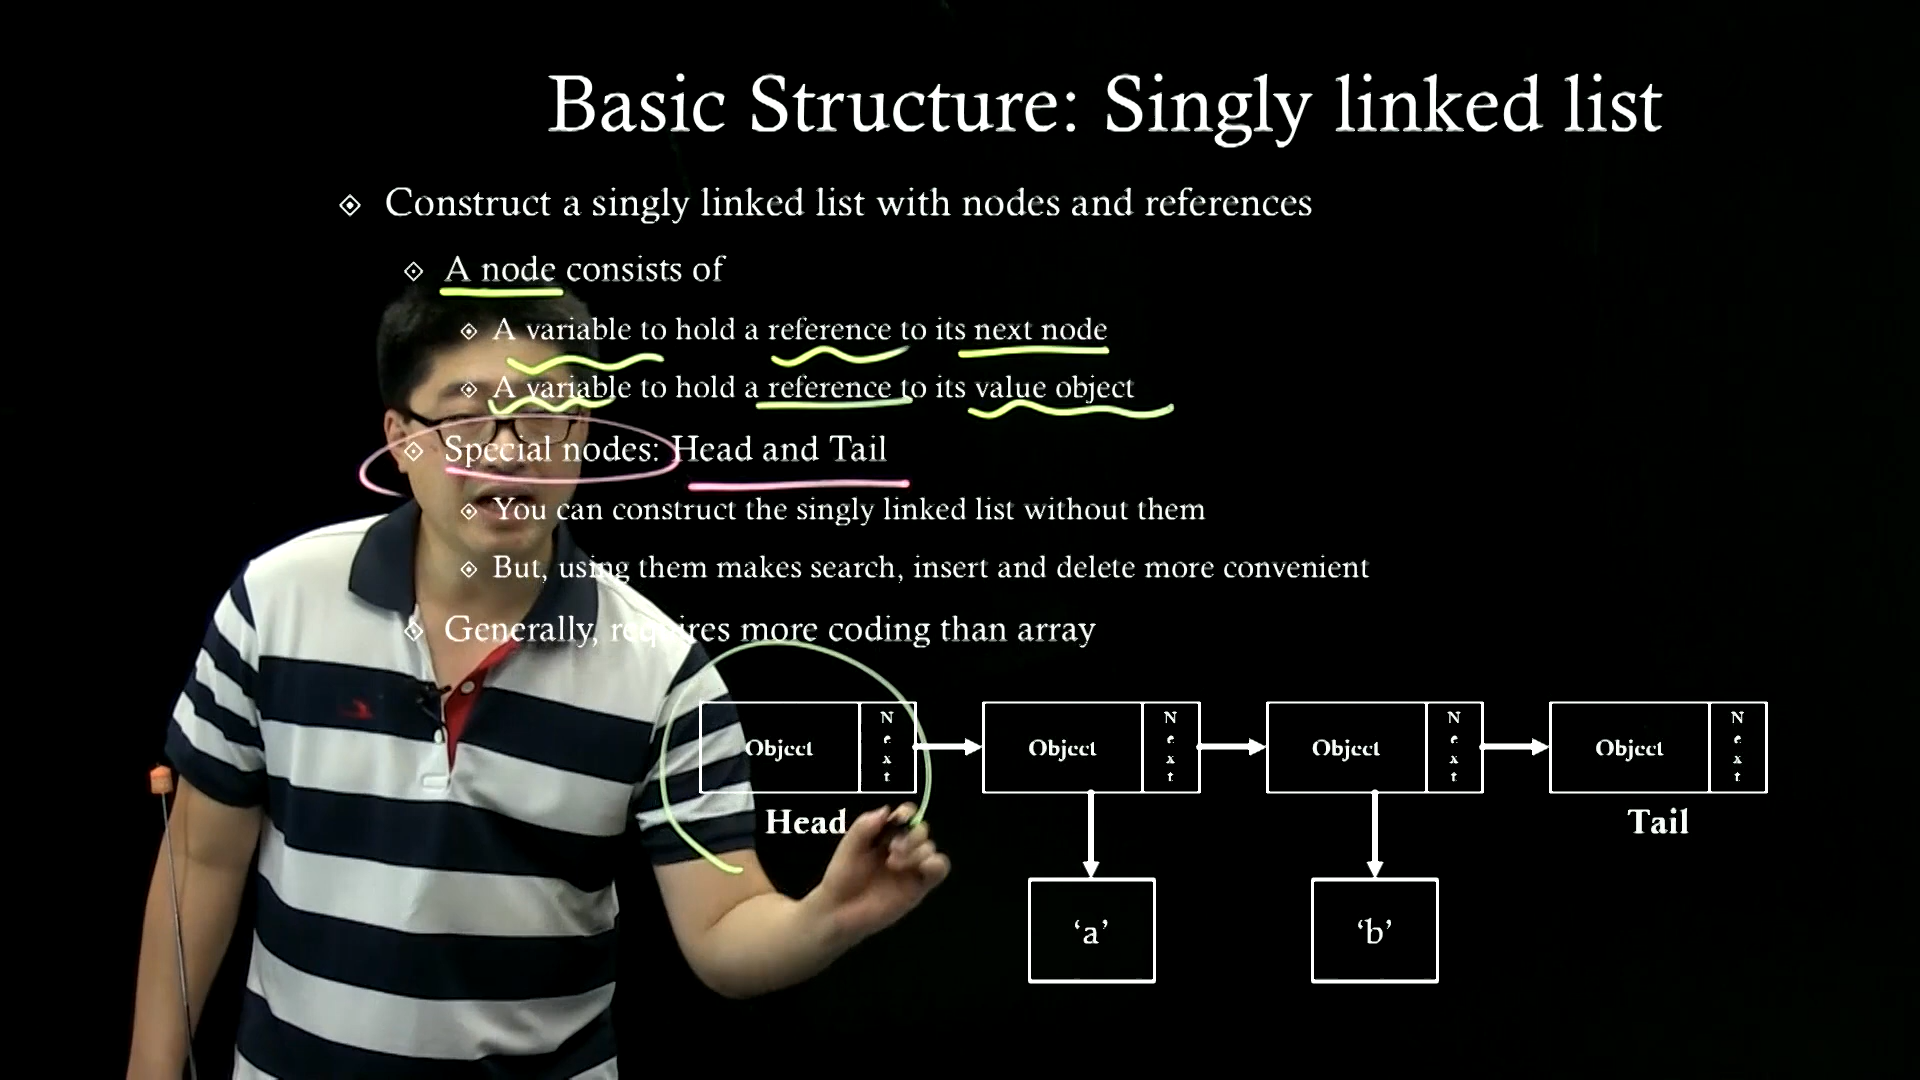 Basic Structure: Singly linked list
Construct a singly linked list with nodes and references
A node consists of
A variable to hold a reference to its next node
A variable to hold a reference to its value object
Special nodes: Head and Tail
You can construct the singly linked list without them
But, using them makes search, insert and delete more convenient
Generally, requires more coding than array
Object Next Object Next Object Next Object Next
Head Tail
‘a’ ‘b’